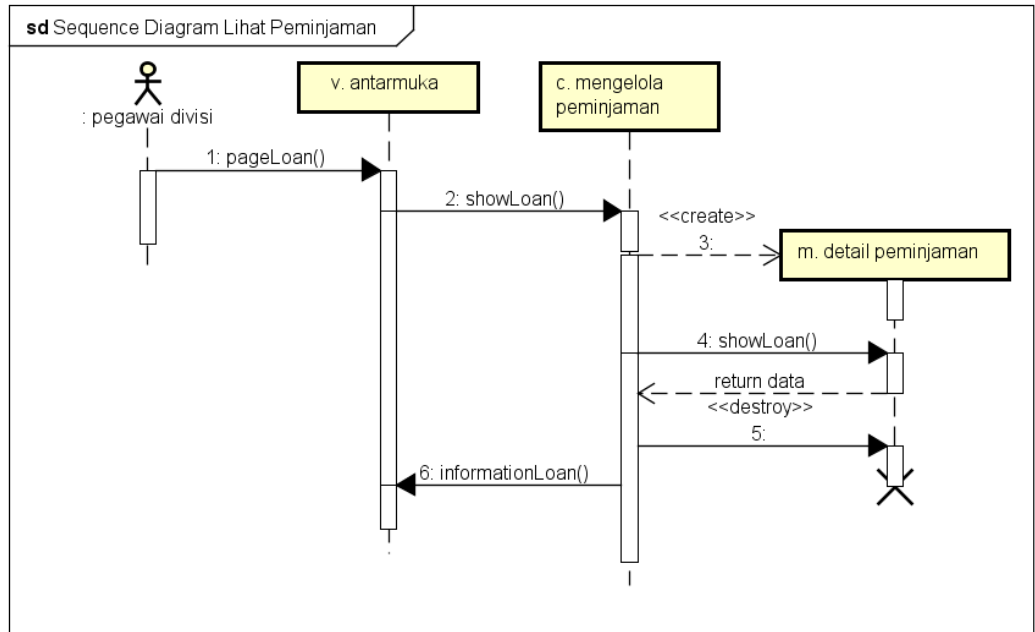 sd Sequence Diagram Lihat Peminjaman
: pegawai divisi
v. antarmuka
c. mengelola
peminjaman
1: pageLoan()
2: showLoan()
<<create>>
3:
m. detail peminjaman
4: showLoan()
return data
<<destroy>>
5:
6: informationLoan()